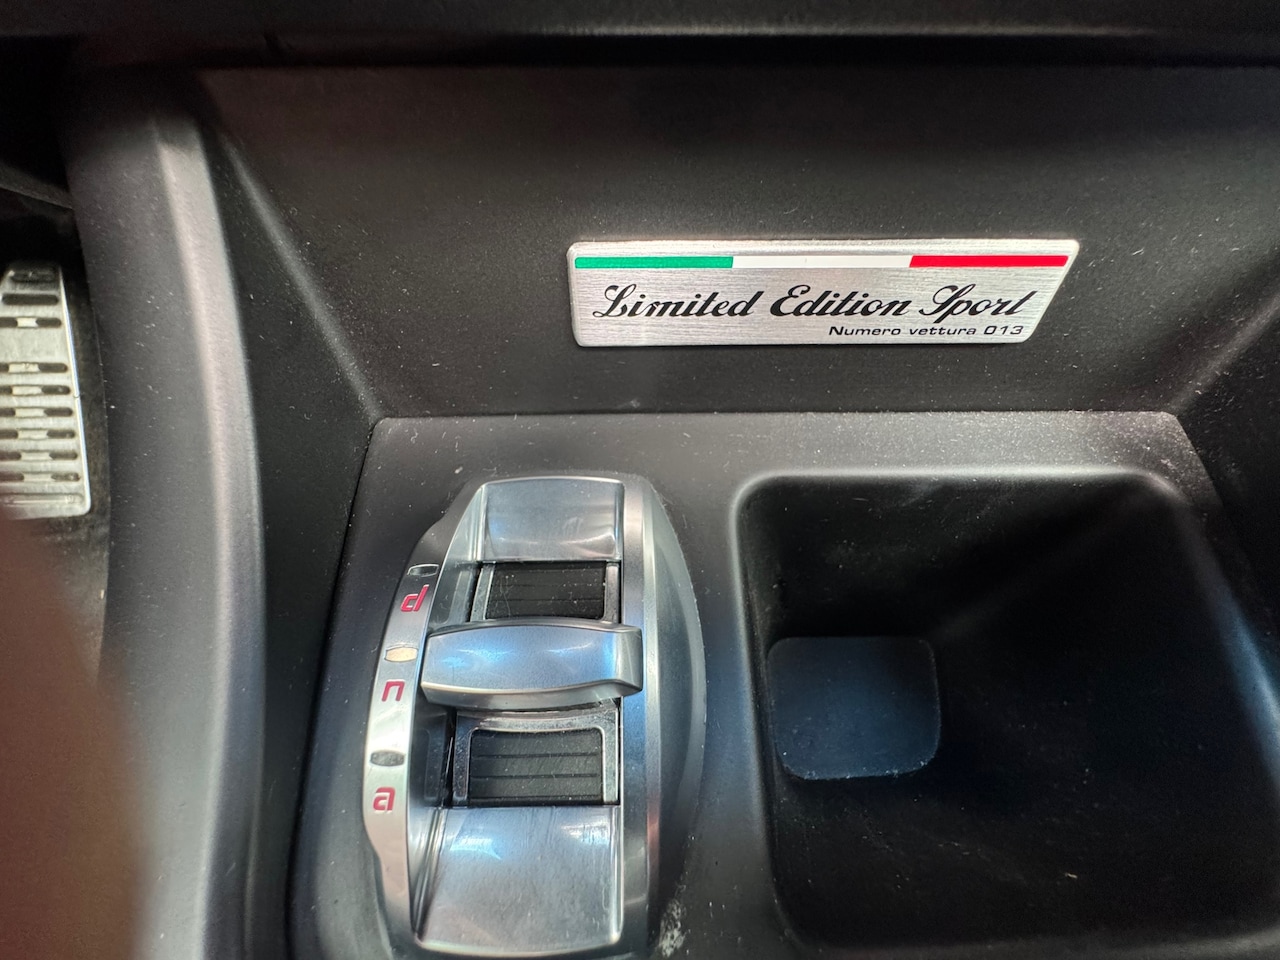 Limited Edition Sport
Numero vettura 013
d
n
a